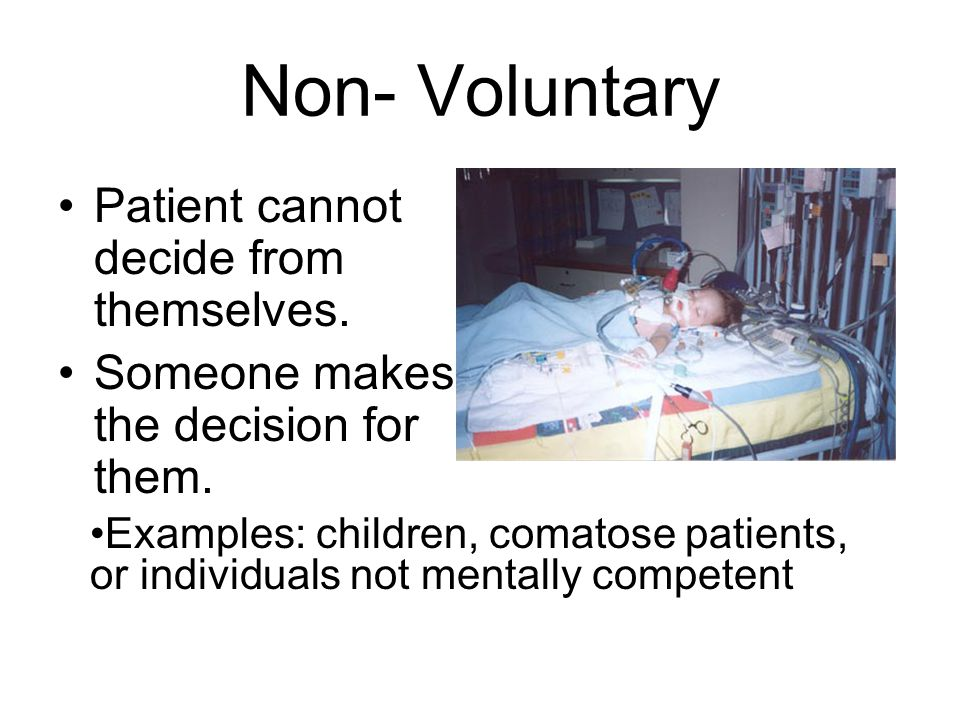 Non- Voluntary
• Patient cannot
decide from
themselves.
• Someone makes
the decision for
them.
•Examples: children, comatose patients,
or individuals not mentally competent